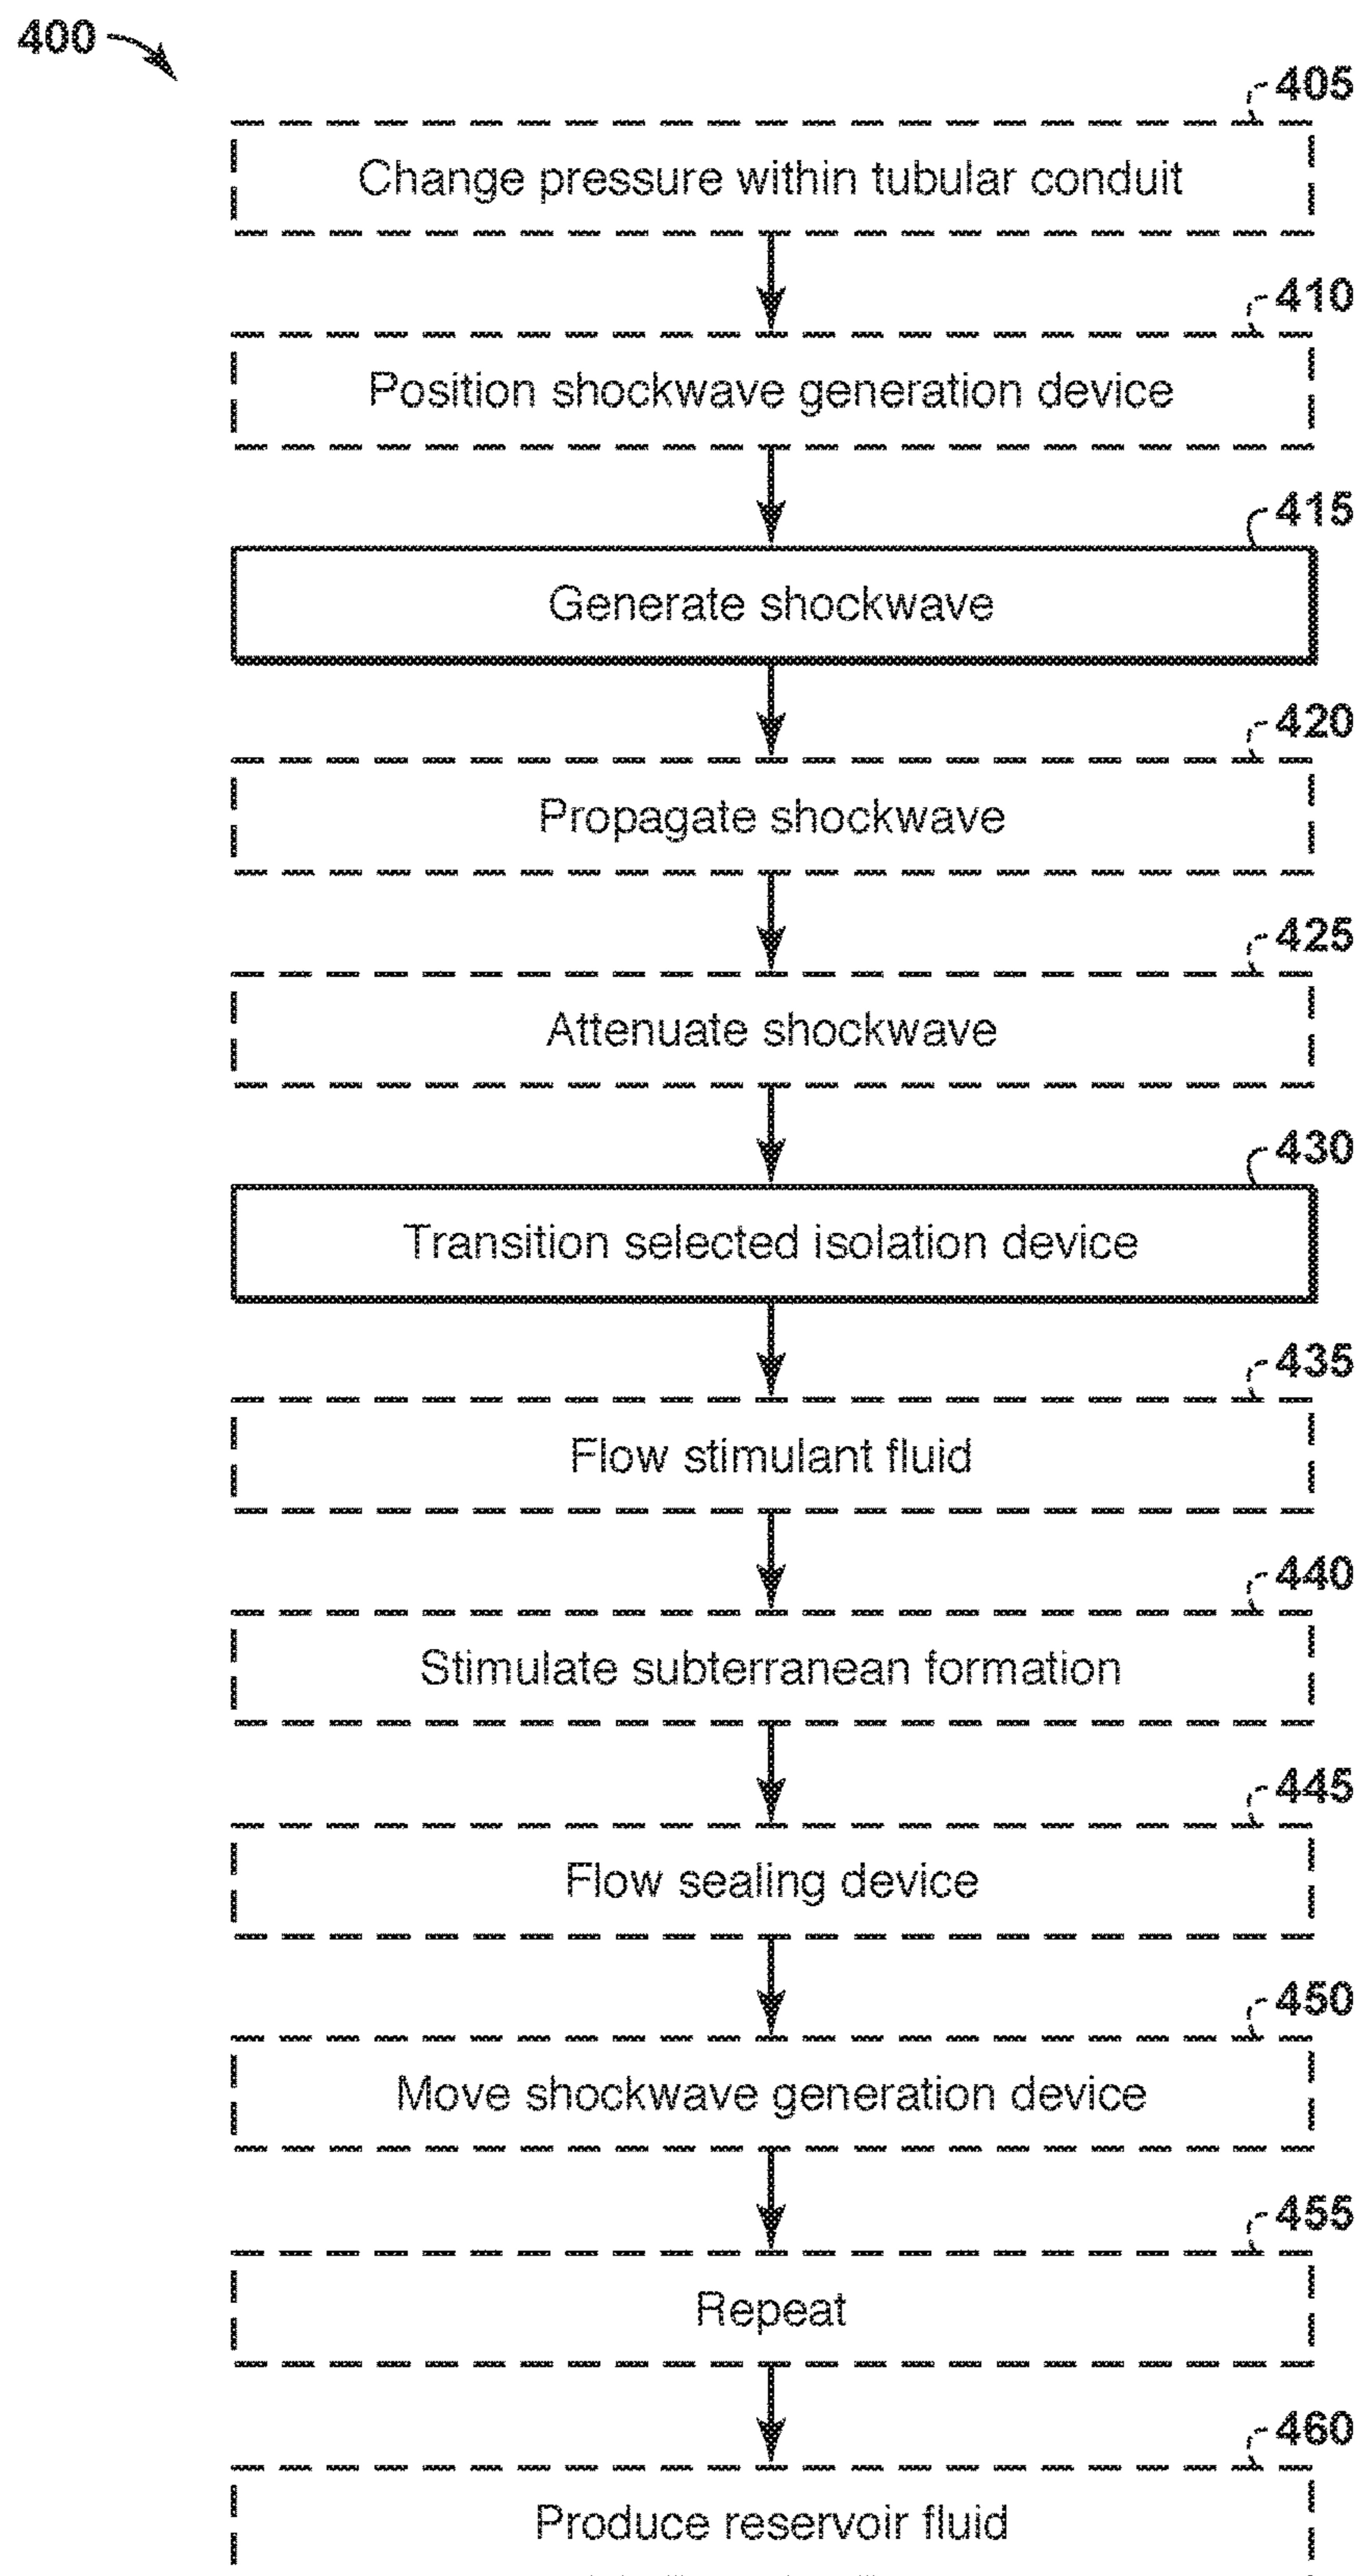 400
405
Change pressure within tubular conduit
410
Position shockwave generation device
415
Generate shockwave
420
Propagate shockwave
425
Attenuate shockwave
430
Transition selected isolation device
435
Flow stimulant fluid
440
Stimulate subterranean formation
445
Flow sealing device
450
Move shockwave generation device
455
Repeat
460
Produce reservoir fluid